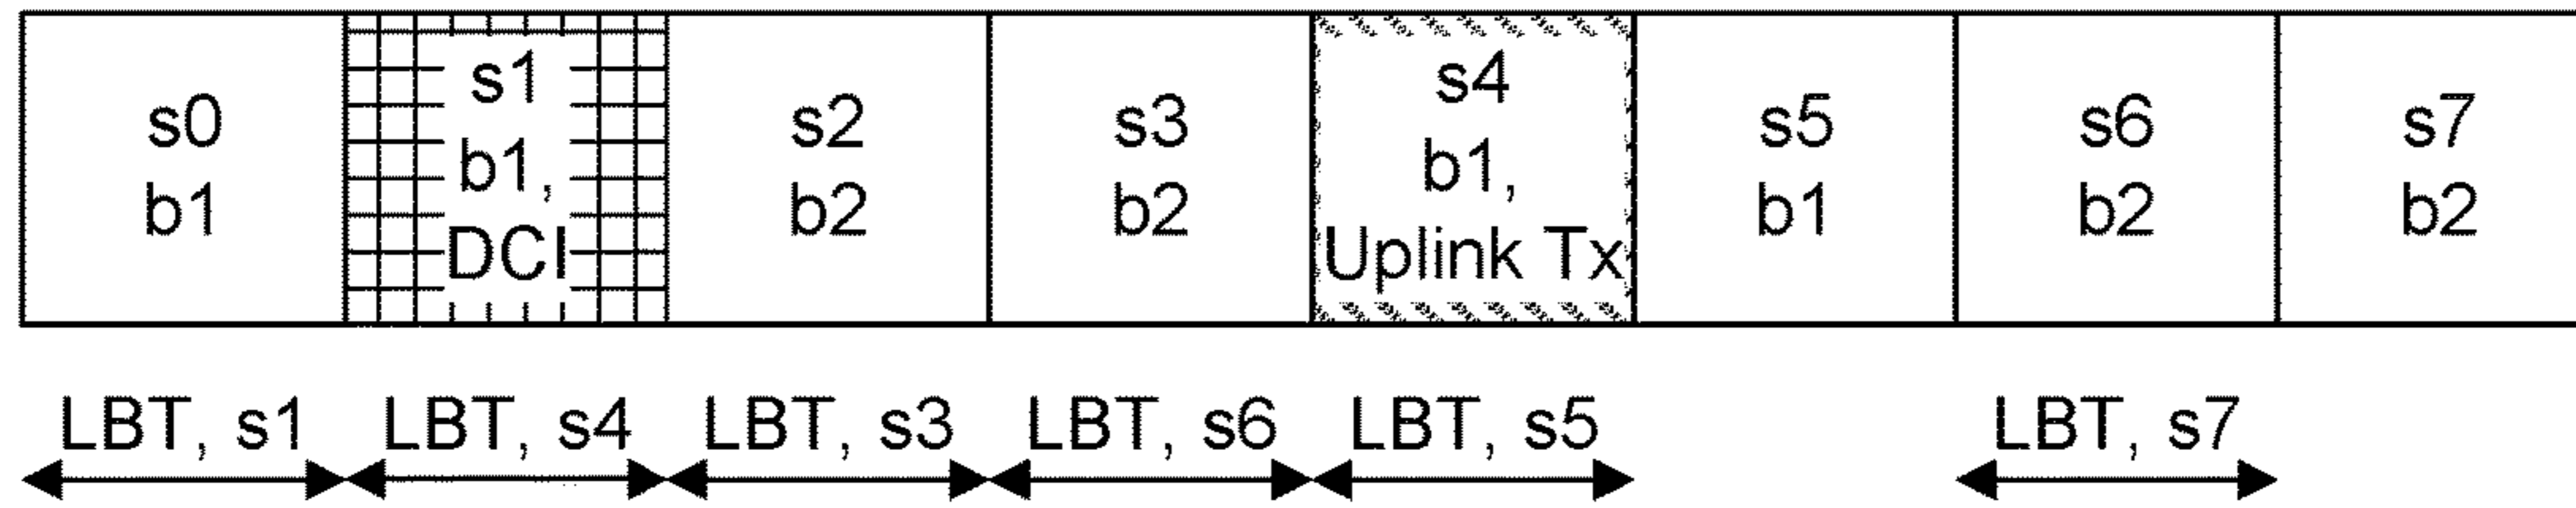 s0
b1
s1
b1,
DCI
s2
b2
s3
b2
s4
b1,
Uplink Tx
s5
b1
s6
b2
s7
b2
LBT, s1
LBT, s4
LBT, s3
LBT, s6
LBT, s5
LBT, s7